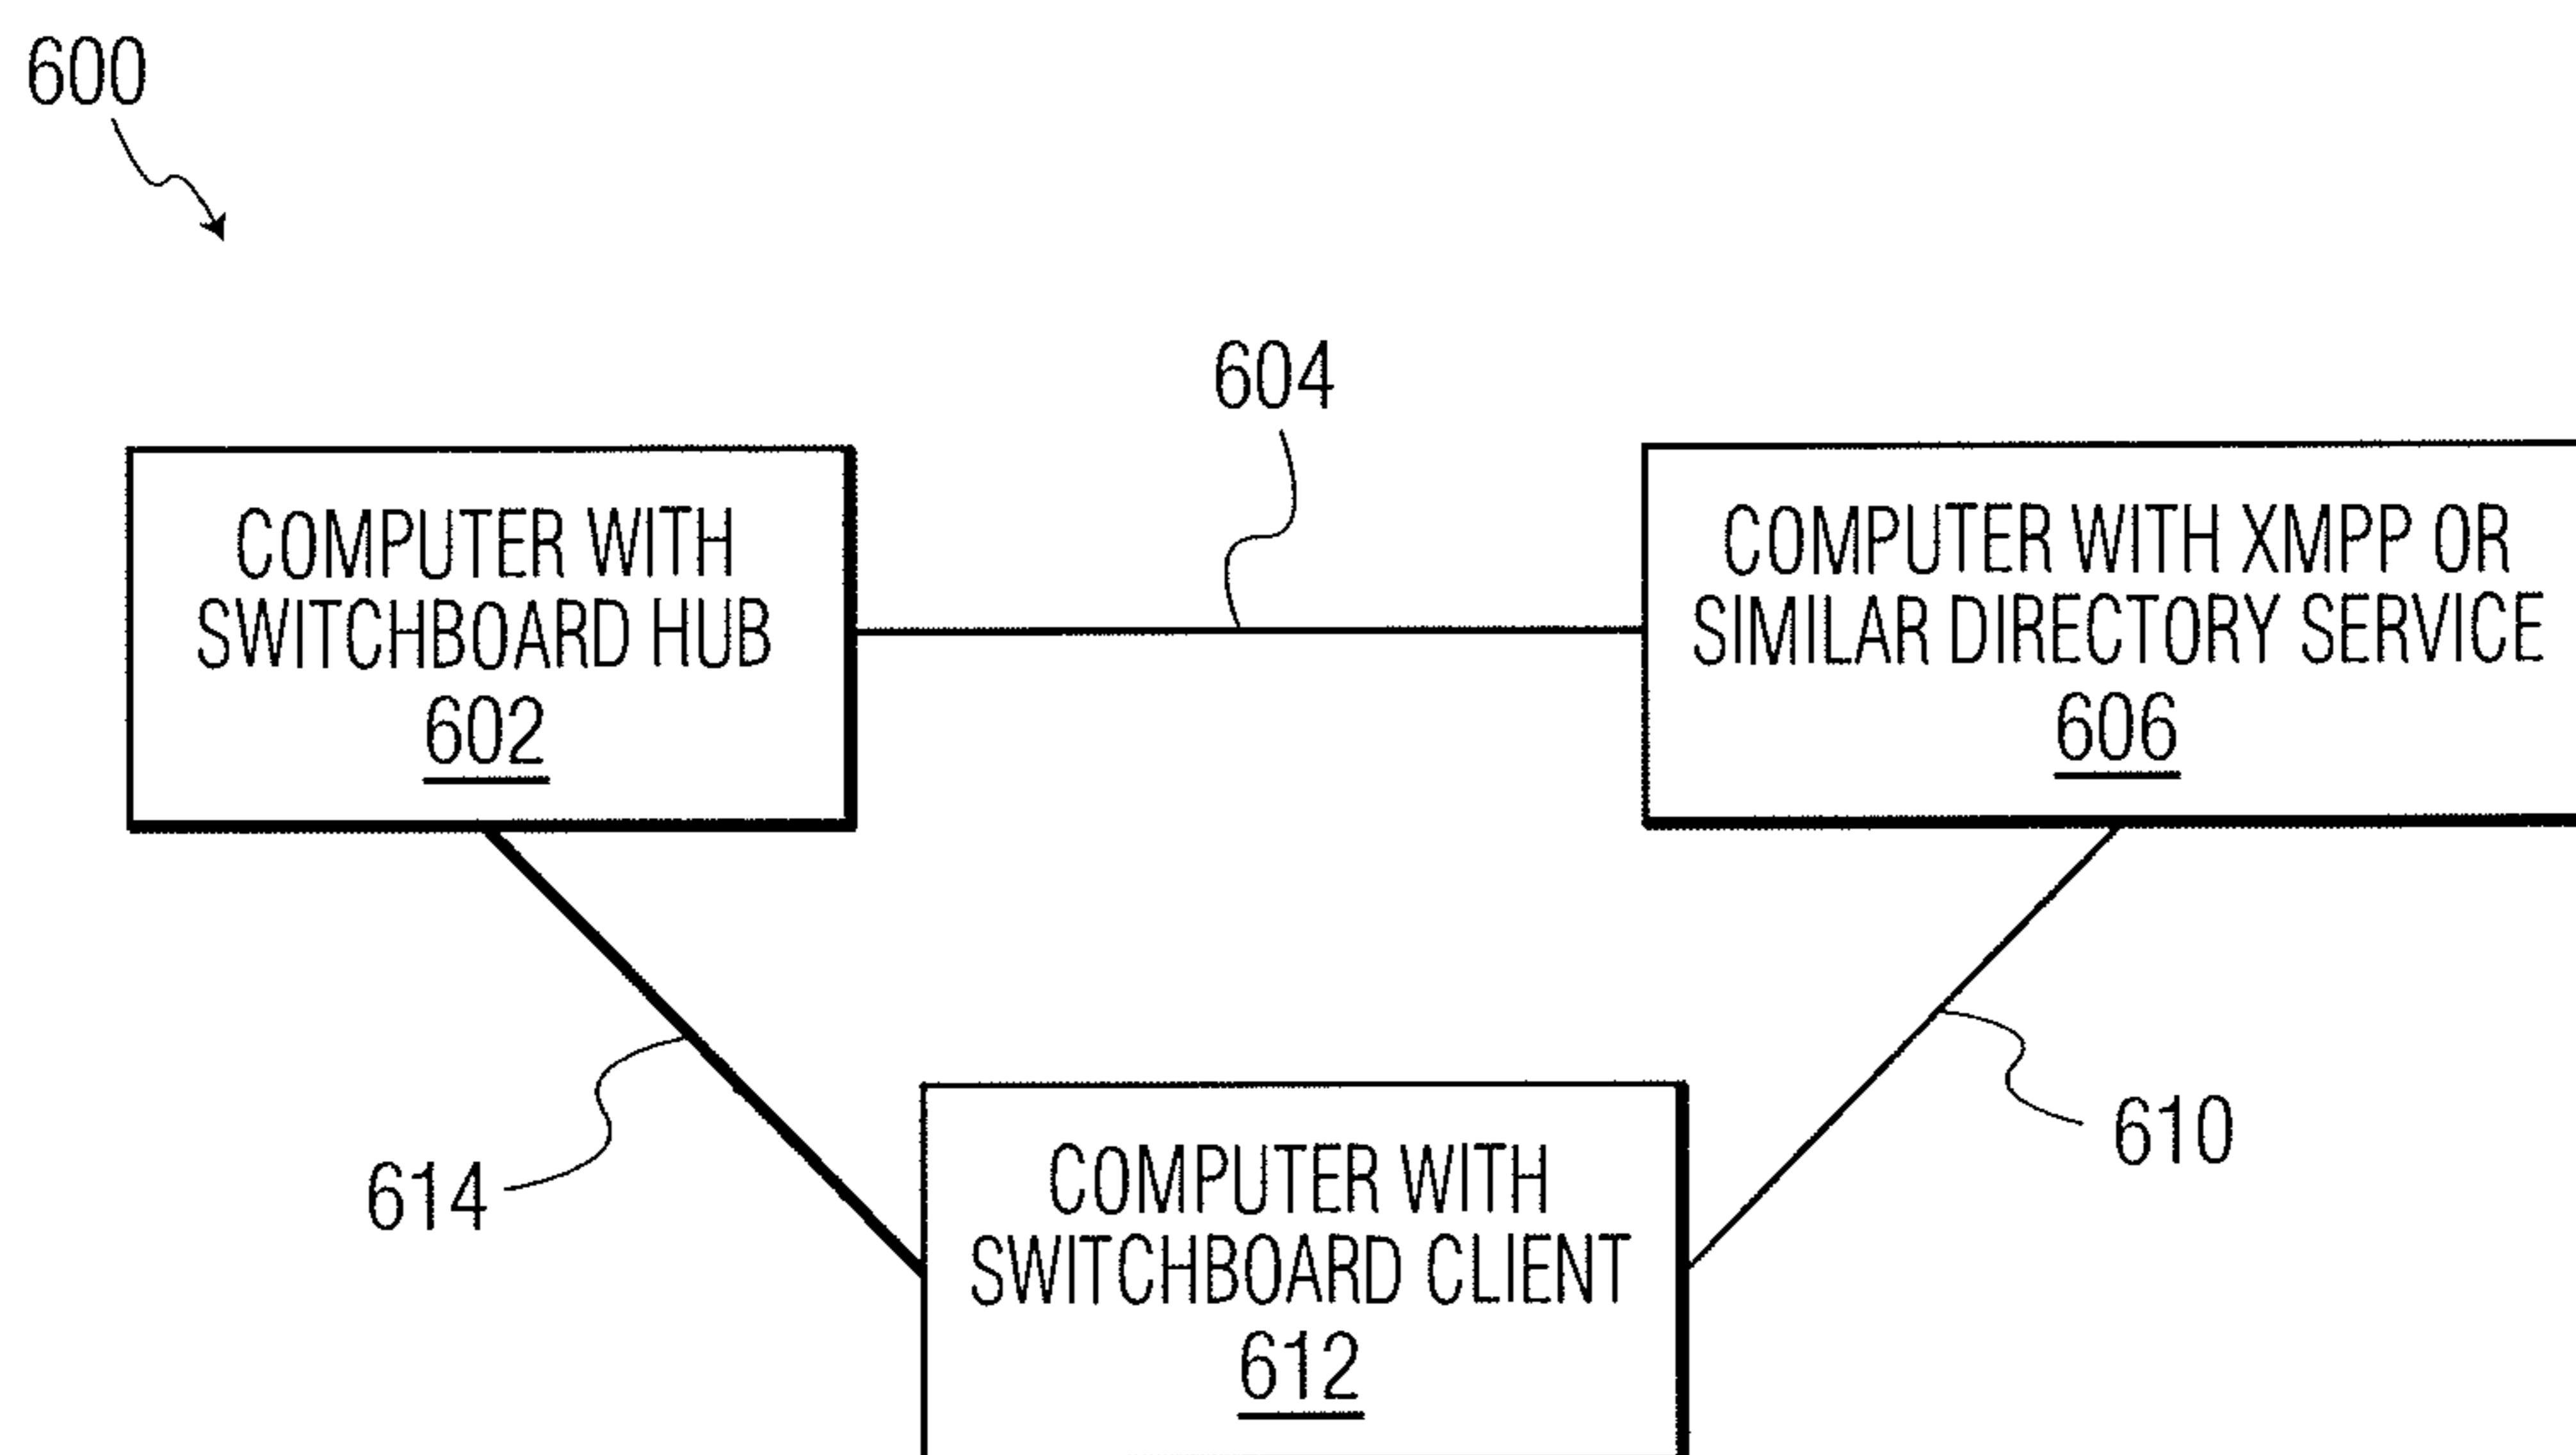 600
604
COMPUTER WITH
SWITCHBOARD HUB
602
COMPUTER WITH XMPP OR
SIMILAR DIRECTORY SERVICE
606
614
610
COMPUTER WITH
SWITCHBOARD CLIENT
612